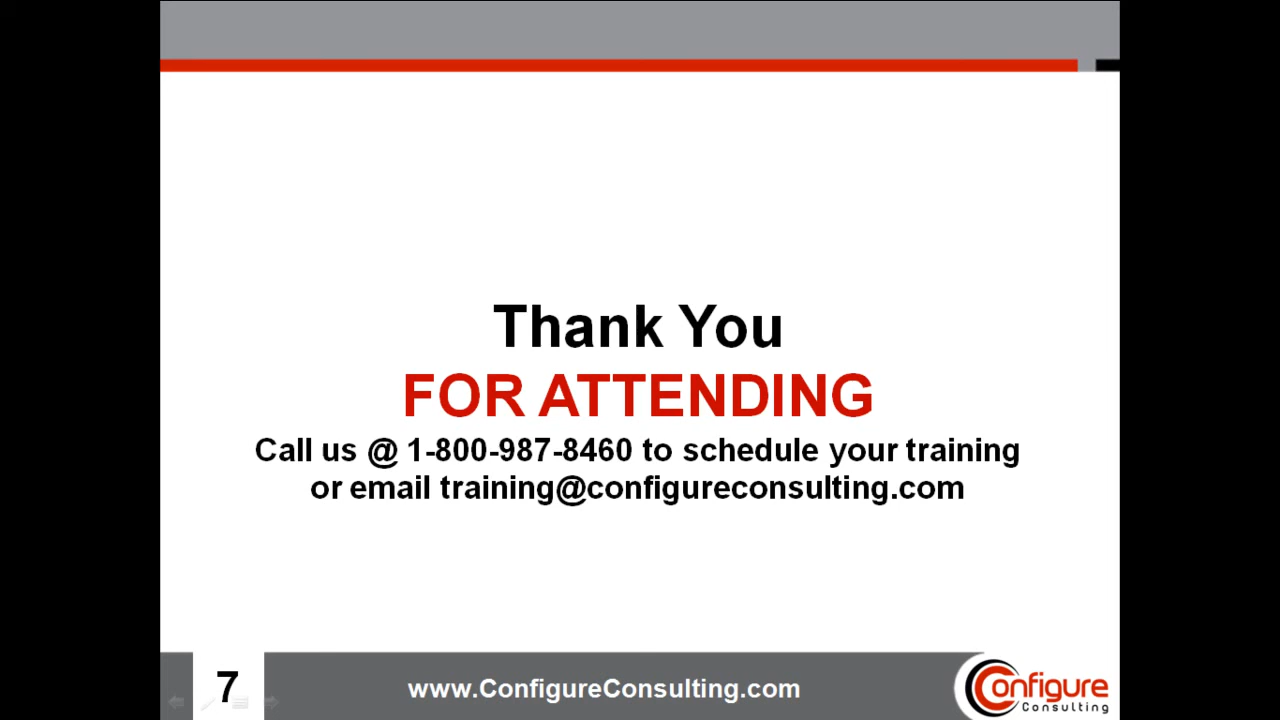 Thank You
FOR ATTENDING
Call us @ 1-800-987-8460 to schedule your training
or email training@configureconsulting.com
7
www.ConfigureConsulting.com
Configure
Consulting